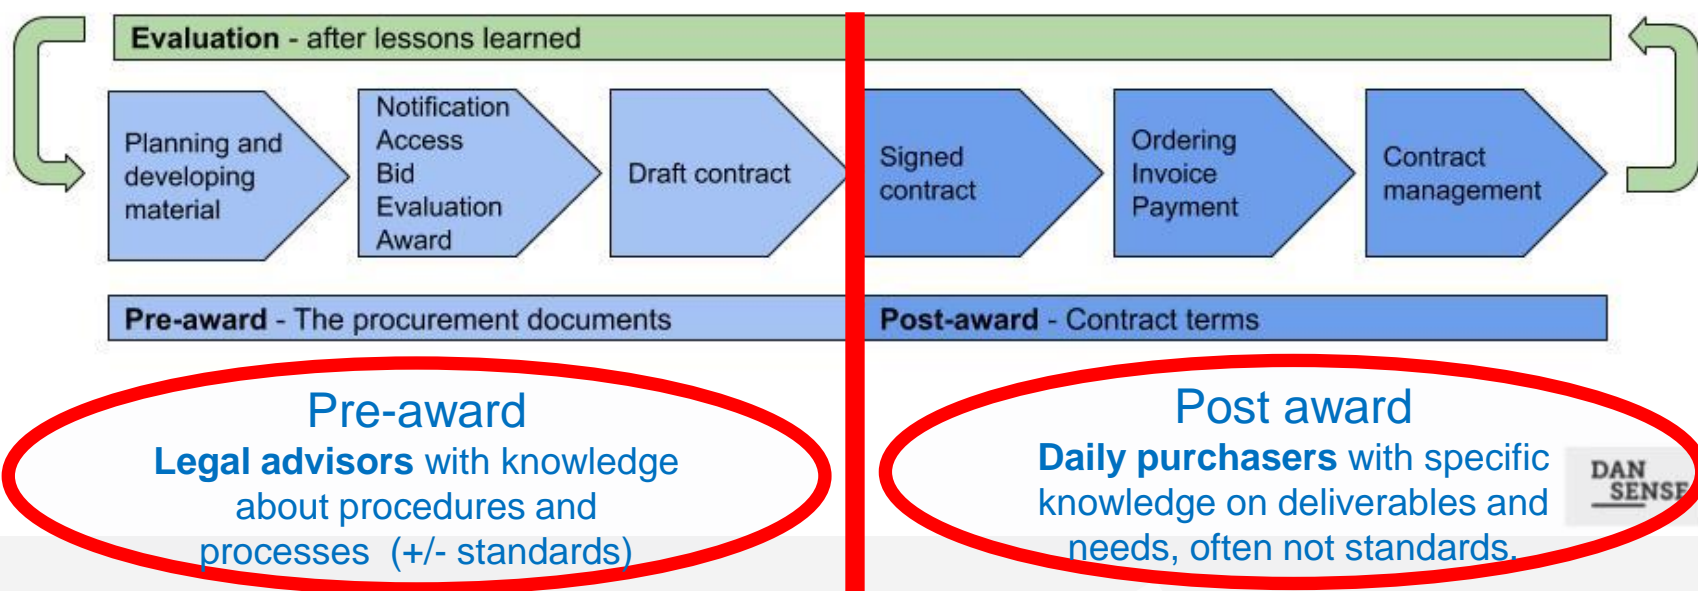 Evaluation - after lessons learned
Planning and
developing
material
Notification
Access
Bid
Evaluation
Award
Draft contract
Signed
contract
Ordering
Invoice
Payment
Contract
management
Pre-award - The procurement documents
Post-award - Contract terms
Pre-award
Legal advisors with knowledge
about procedures and
processes (+/- standards)
Post award
Daily purchasers with specific
knowledge on deliverables and
needs, often not standards.
DAN
SENSE